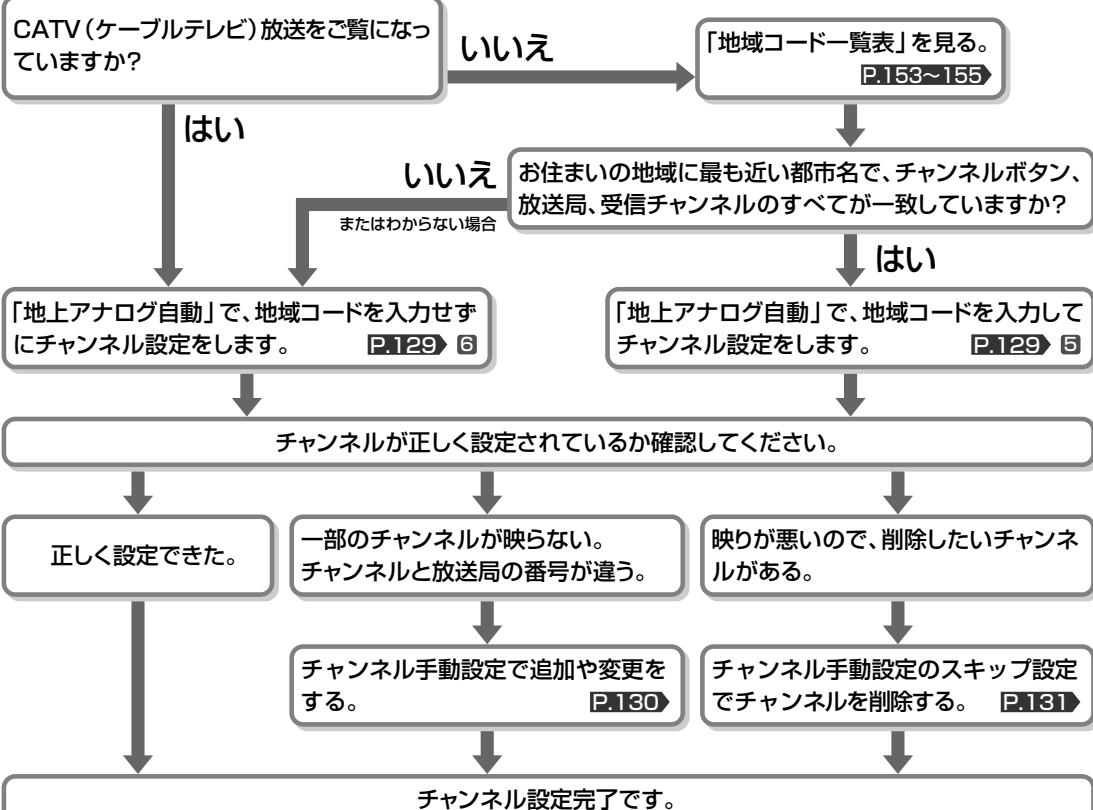 CATV（ケーブルテレビ）放送をご覧になっ
ていますか？
いいえ
「地域コード一覧表」を見る。
P.153～155
はい
いいえ
またはわからない場合
お住まいの地域に最も近い都市名で、チャンネルボタン、
放送局、受信チャンネルのすべてが一致していますか？
はい
「地上アナログ自動」で、地域コードを入力せず
にチャンネル設定をします。 P.129 6
「地上アナログ自動」で、地域コードを入力して
チャンネル設定をします。 P.129 5
チャンネルが正しく設定されているか確認してください。
正しく設定できた。
一部のチャンネルが映らない。
チャンネルと放送局の番号が違う。
映りが悪いので、削除したいチャンネ
ルがある。
チャンネル手動設定で追加や変更を
する。 P.130
チャンネル手動設定のスキップ設定
でチャンネルを削除する。 P.131
チャンネル設定完了です。